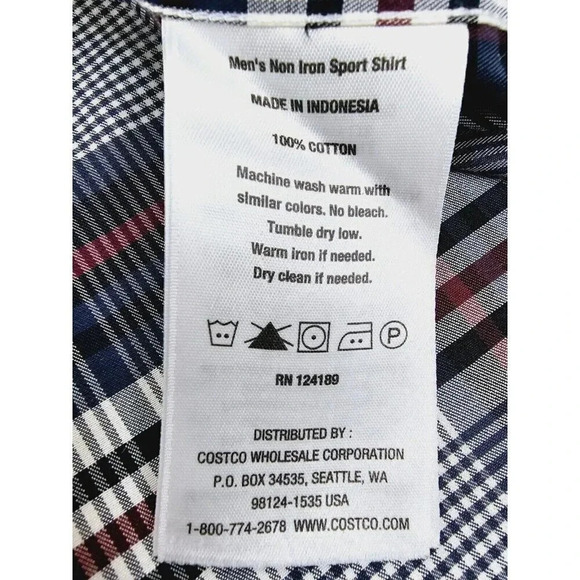 Men's Non Iron Sport Shirt
MADE IN INDONESIA
100% COTTON
Machine wash warm with
similar colors. No bleach.
Tumble dry low.
Warm iron if needed.
Dry clean if needed.
P
RN 124189
DISTRIBUTED BY :
COSTCO WHOLESALE CORPORATION
P.O. BOX 34535, SEATTLE, WA
98124-1535 USA
1-800-774-2678 WWW.COSTCO.COM